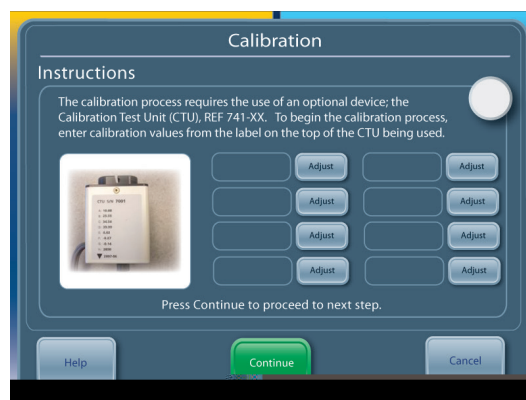 Calibration
Instructions
The calibration process requires the use of an optional device; the
Calibration Test Unit (CTU), REF 741-XX. To begin the calibration process,
enter calibration values from the label on the top of the CTU being used.
CTU S/N 7001
Adjust Adjust
Adjust Adjust
Adjust Adjust
Adjust Adjust
Press Continue to proceed to next step.
Help Continue Cancel